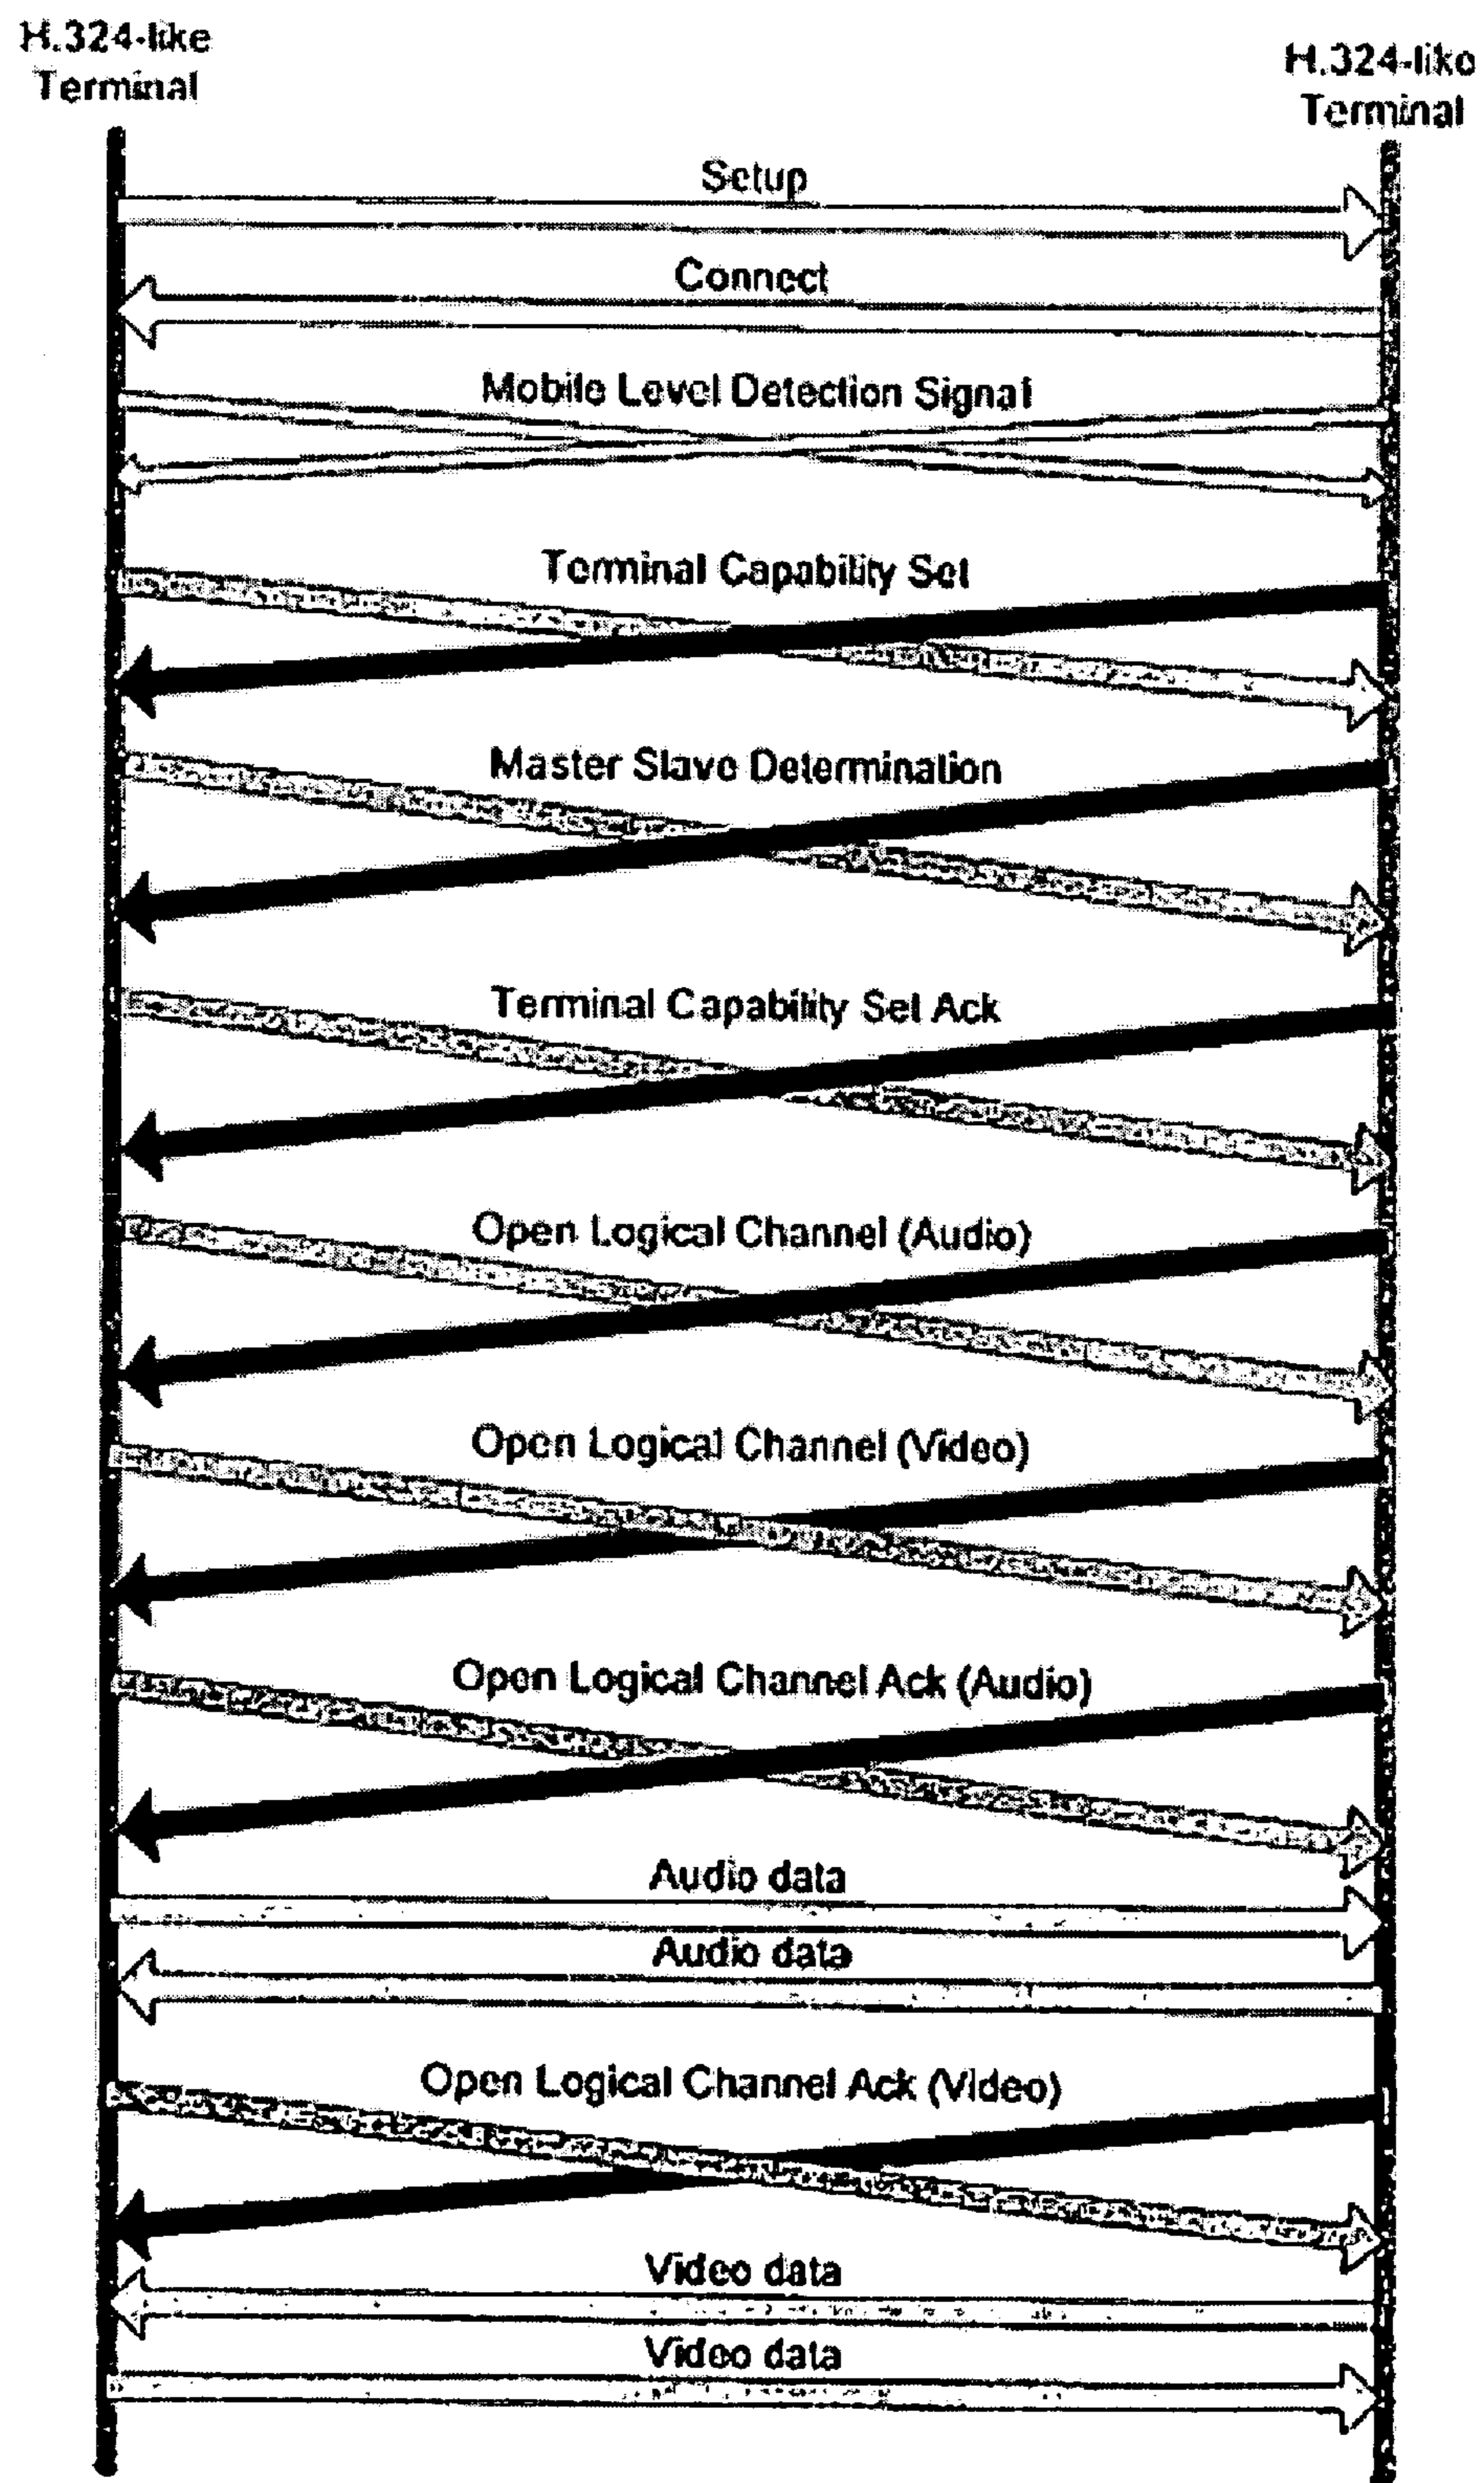 H.324-like
Terminal
H.324-like
Terminal
Setup
Connect
Mobile Level Detection Signal
Terminal Capability Set
Master Slave Determination
Terminal Capability Set Ack
Open Logical Channel (Audio)
Open Logical Channel (Video)
Open Logical Channel Ack (Audio)
Audio data
Audio data
Open Logical Channel Ack (Video)
Video data
Video data